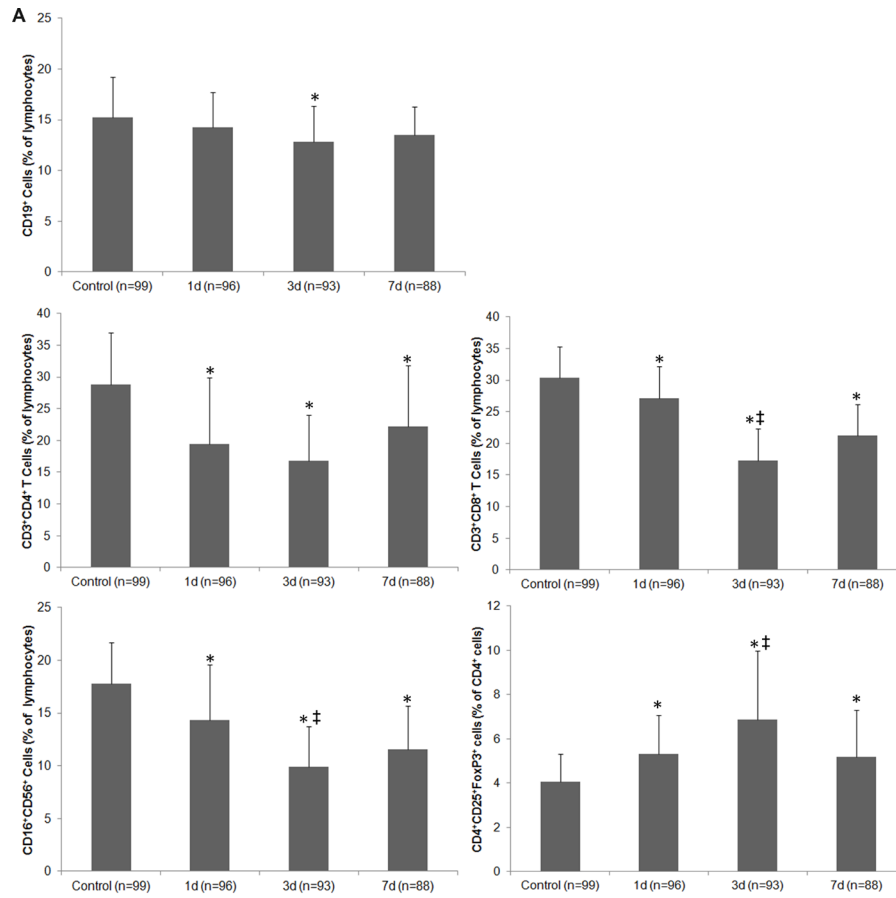 A
CD19⁺ Cells (% of lymphocytes)
25
20
15
10
5
0
*
Control (n=99) 1d (n=96) 3d (n=93) 7d (n=88)
CD3⁺CD4⁺ T Cells (% of lymphocytes)
40
35
30
25
20
15
10
5
0
* * *
Control (n=99) 1d (n=96) 3d (n=93) 7d (n=88)
CD3⁺CD8⁺ T Cells (% of lymphocytes)
40
35
30
25
20
15
10
5
0
* *‡ *
Control (n=99) 1d (n=96) 3d (n=93) 7d (n=88)
CD16⁺CD56⁺ Cells (% of lymphocytes)
25
20
15
10
5
0
* *‡ *
Control (n=99) 1d (n=96) 3d (n=93) 7d (n=88)
CD4⁺CD25⁺FoxP3⁺ cells (% of CD4⁺ cells)
12
10
8
6
4
2
0
* *‡ *
Control (n=99) 1d (n=96) 3d (n=93) 7d (n=88)